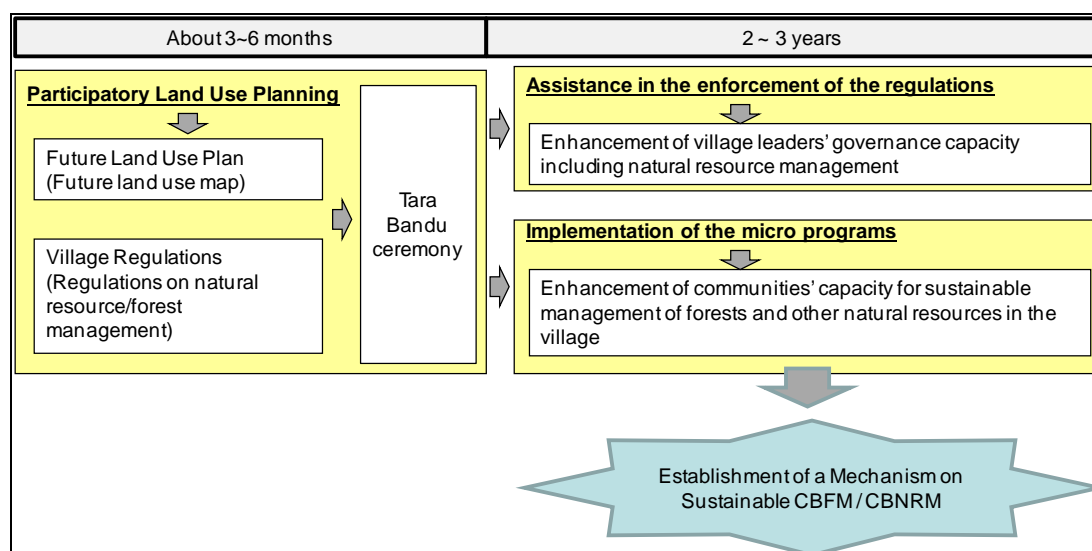 About 3~6 months
2 ~ 3 years
Participatory Land Use Planning
Future Land Use Plan
(Future land use map)
Village Regulations
(Regulations on natural
resource/forest
management)
Tara
Bandu
ceremony
Assistance in the enforcement of the regulations
Enhancement of village leaders’ governance capacity
including natural resource management
Implementation of the micro programs
Enhancement of communities’ capacity for sustainable
management of forests and other natural resources in the
village
Establishment of a Mechanism on
Sustainable CBFM / CBNRM